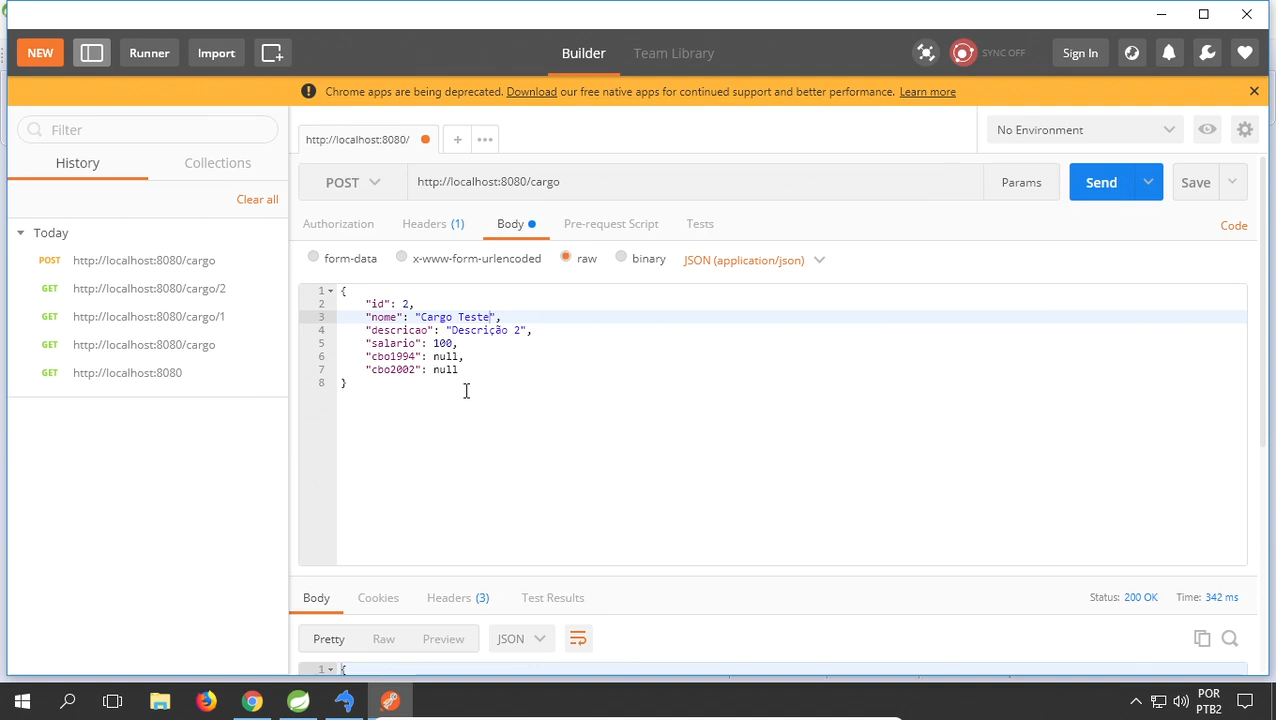 NEW Runner Import Builder Team Library SYNC OFF Sign In
Chrome apps are being deprecated. Download our free native apps for continued support and better performance. Learn more
Filter
History Collections
Clear all
Today
POST http://localhost:8080/cargo
GET http://localhost:8080/cargo/2
GET http://localhost:8080/cargo/1
GET http://localhost:8080/cargo
GET http://localhost:8080
http://localhost:8080/ + ••• No Environment
POST http://localhost:8080/cargo Params Send Save
Authorization Headers (1) Body Pre-request Script Tests Code
form-data x-www-form-urlencoded raw binary JSON (application/json)
1 {
2 "id": 2,
3 "nome": "Cargo Teste",
4 "descricao": "Descrição 2",
5 "salario": 100,
6 "cbo1994": null,
7 "cbo2002": null
8 }
Body Cookies Headers (3) Test Results Status: 200 OK Time: 342 ms
Pretty Raw Preview JSON
1 {
POR
PTB2